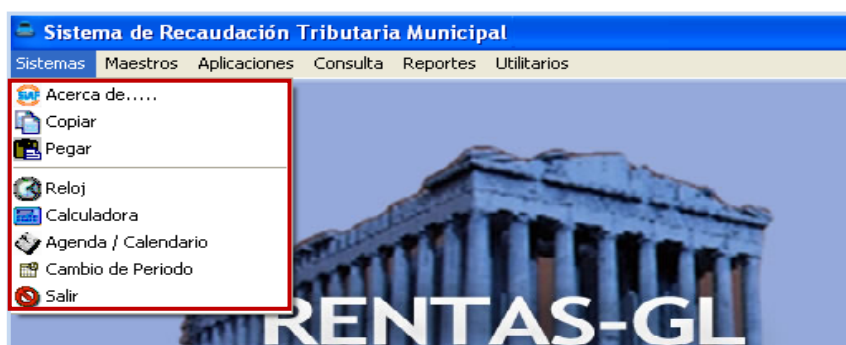 Sistema de Recaudación Tributaria Municipal
Sistemas Maestros Aplicaciones Consulta Reportes Utilitarios
SIAF Acerca de.....
Copiar
Pegar
Reloj
Calculadora
Agenda / Calendario
Cambio de Periodo
Salir
RENTAS-GL